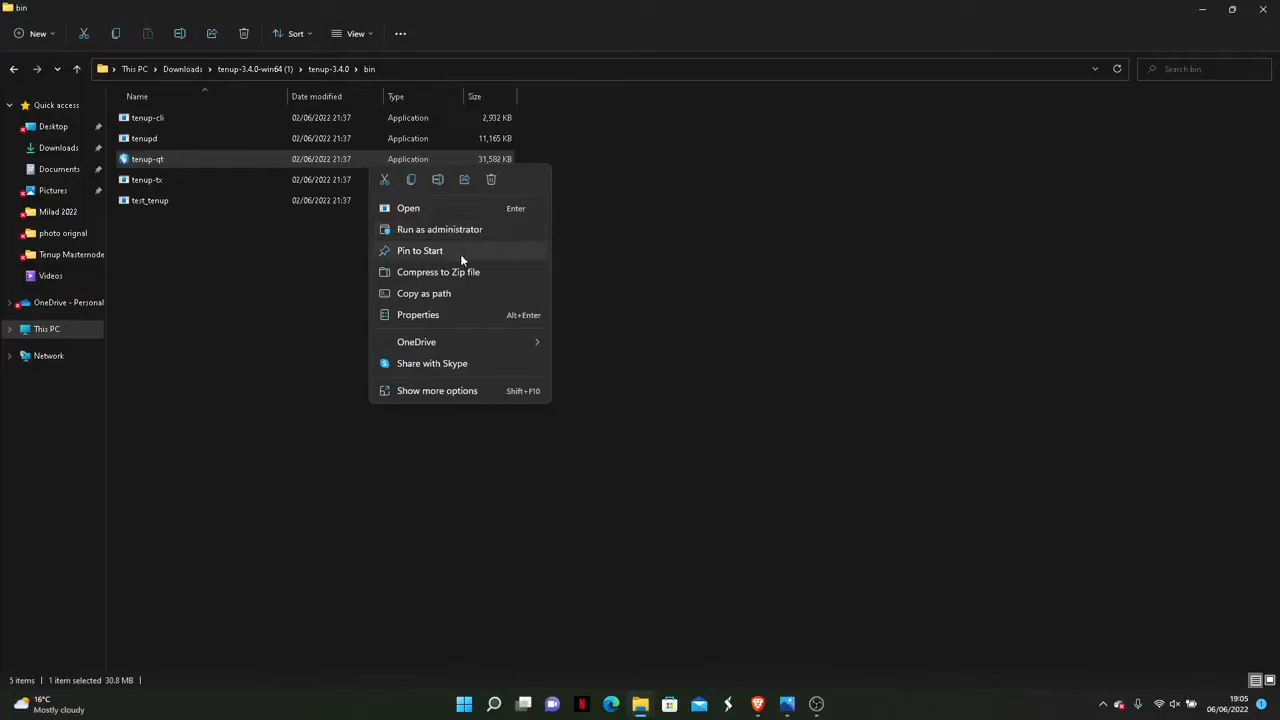 bin
New
Sort
View
This PC
Downloads
tenup-3.4.0-win64 (1)
tenup-3.4.0
bin
Search bin
Name
Date modified
Type
Size
Quick access
Desktop
Downloads
Documents
Pictures
Milad 2022
photo orignal
Tenup Masternode
Videos
OneDrive - Personal
This PC
Network
tenup-cli 02/06/2022 21:37 Application 2,932 KB
tenupd 02/06/2022 21:37 Application 11,165 KB
tenup-qt 02/06/2022 21:37 Application 31,582 KB
tenup-tx 02/06/2022 21:37
test_tenup 02/06/2022 21:37
Open Enter
Run as administrator
Pin to Start
Compress to Zip file
Copy as path
Properties Alt+Enter
OneDrive
Share with Skype
Show more options Shift+F10
5 items 1 item selected 30.8 MB
16°C
Mostly cloudy
19:05
06/06/2022
1